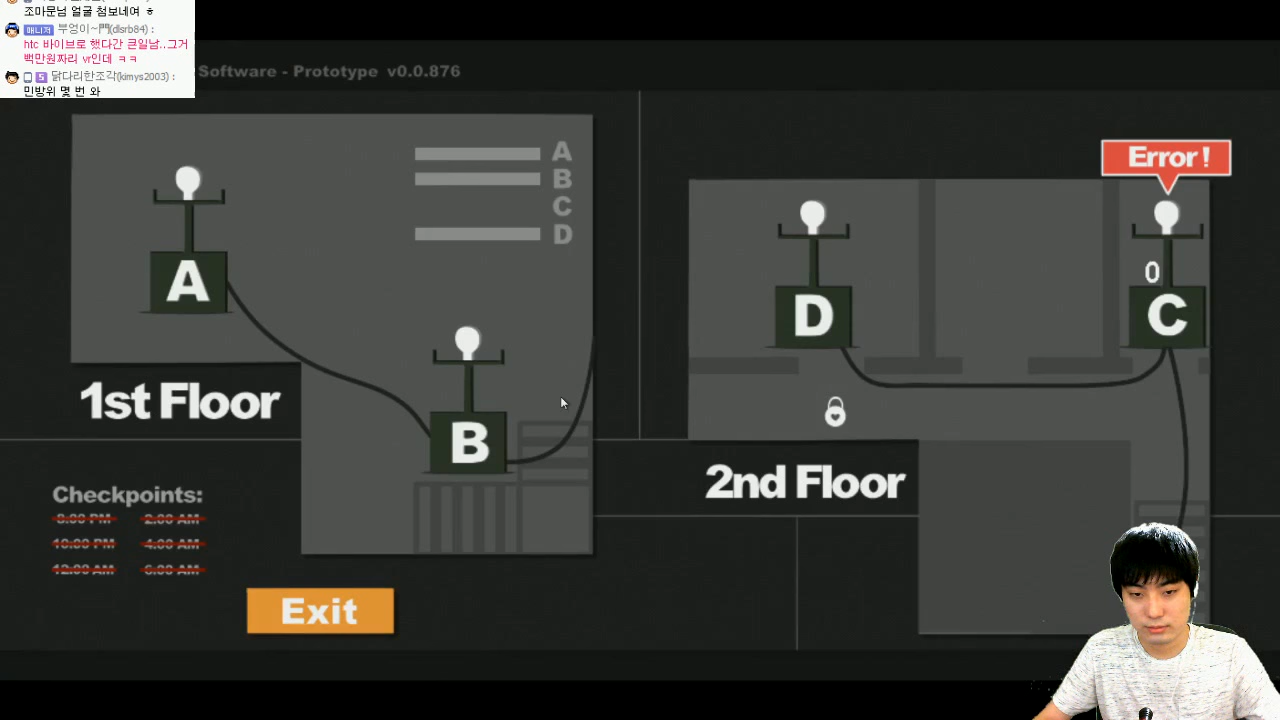 조마문님 얼굴 첨보네여 ㅎ
매니저 부엉이~門(dlsrb84) :
htc 바이브로 했다간 큰일남..그거
백만원짜리 vr인데 ㅋㅋ
S 닭다리한조각(kimys2003) :
민방위 몇 번 와
Software - Prototype v0.0.876
A
B
C
D
A
B
1st Floor
Error !
0
D
C
2nd Floor
Checkpoints:
8:00 PM 2:00 AM
10:00 PM 4:00 AM
12:00 AM 6:00 AM
Exit